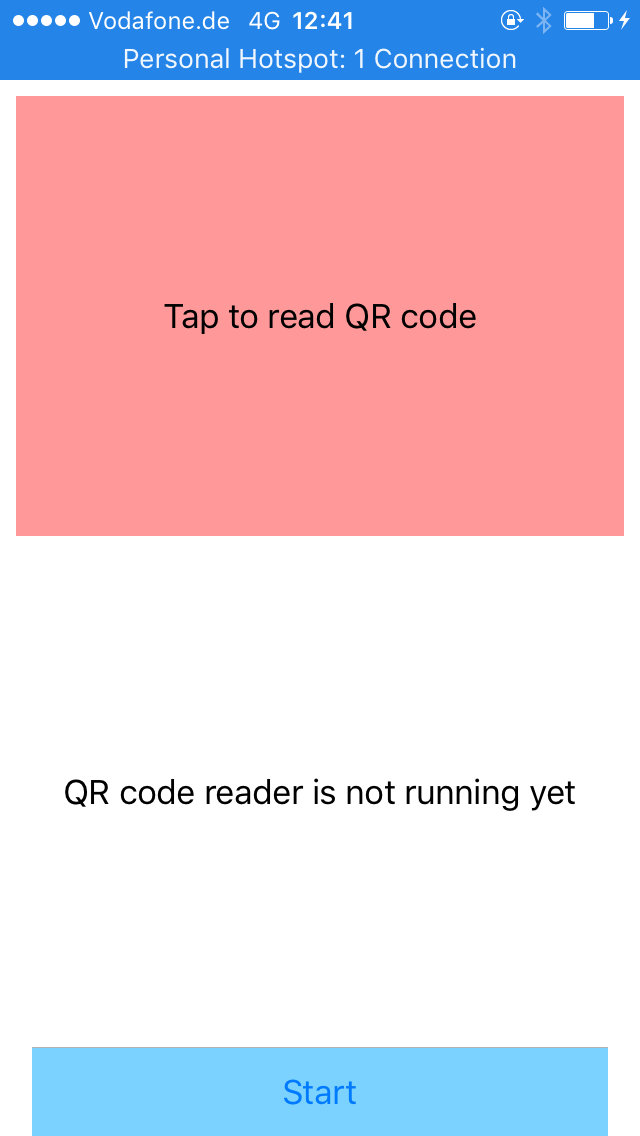 Vodafone.de 4G 12:41
Personal Hotspot: 1 Connection
Tap to read QR code
QR code reader is not running yet
Start